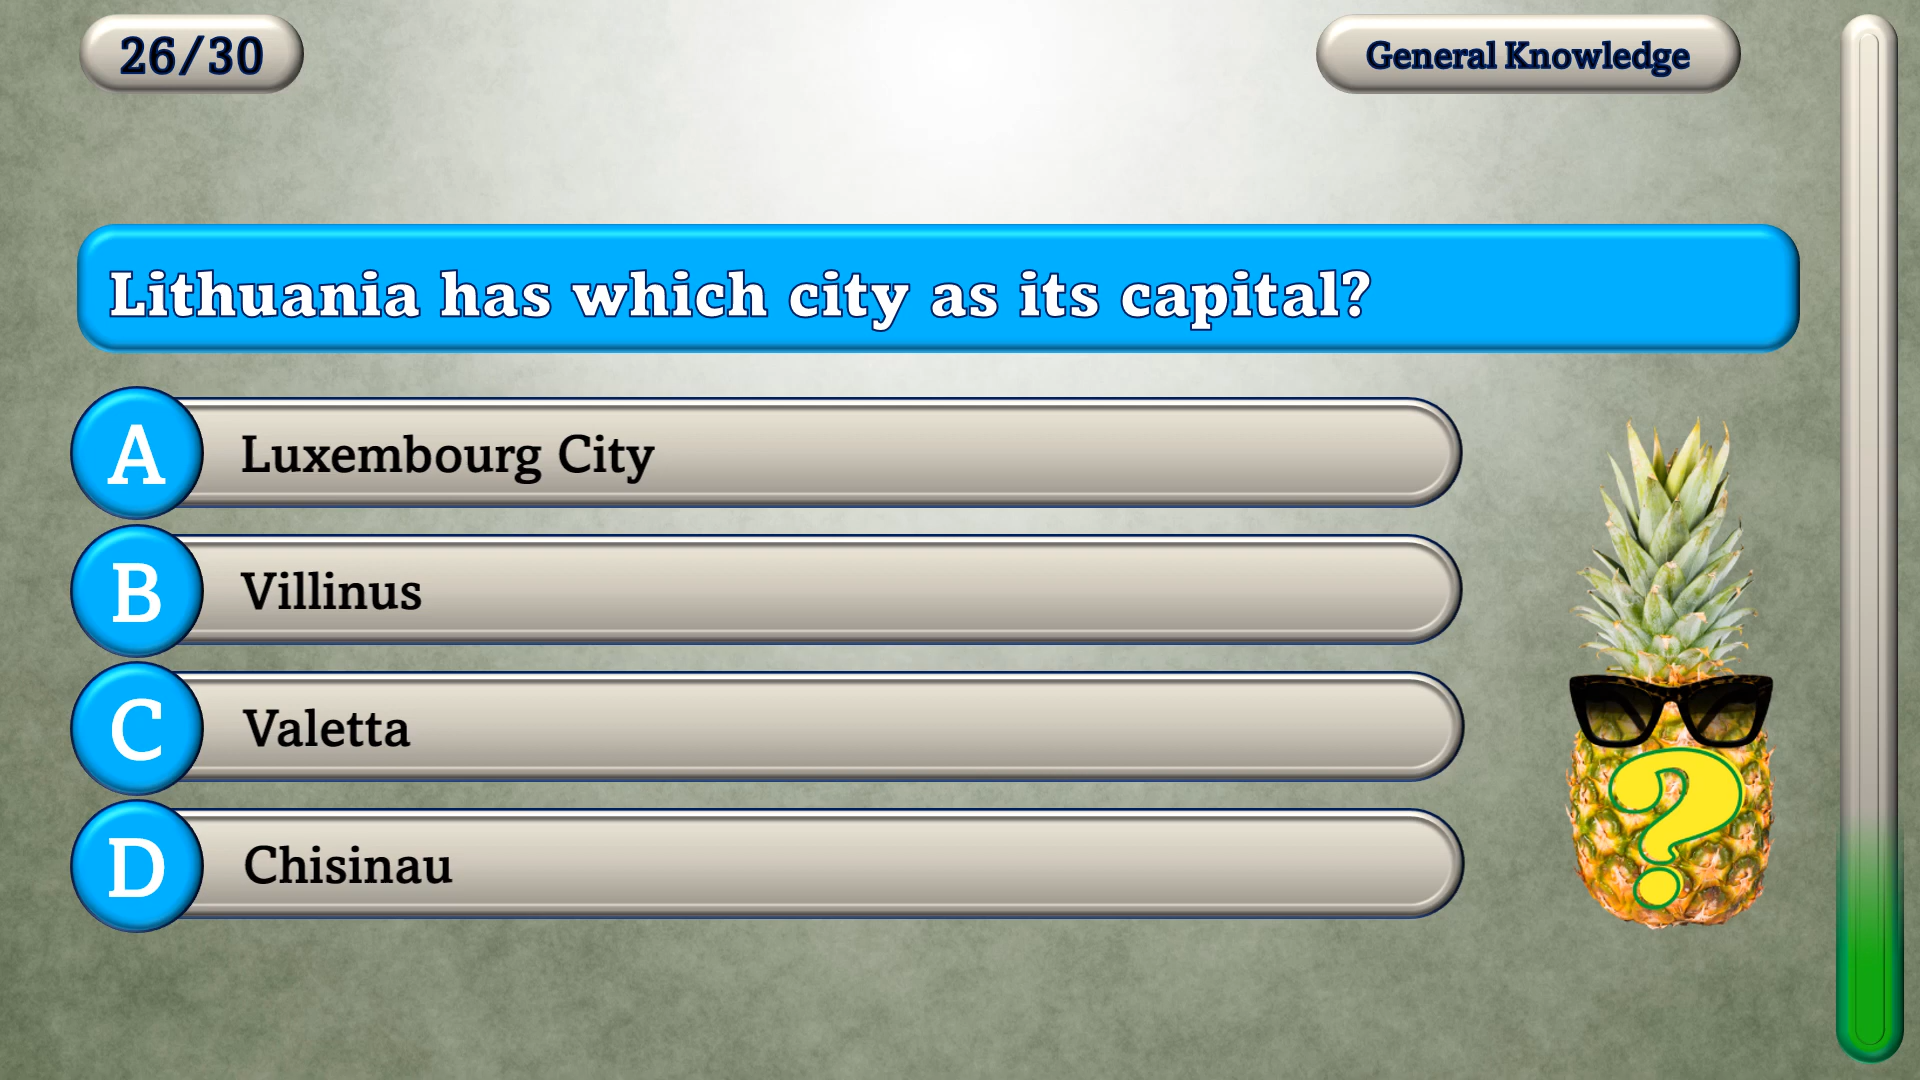 26/30
General Knowledge
Lithuania has which city as its capital?
A Luxembourg City
B Villinus
C Valetta
D Chisinau
?